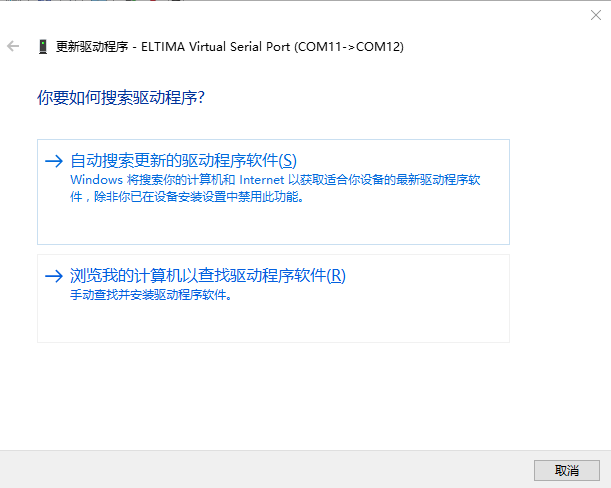 更新驱动程序 - ELTIMA Virtual Serial Port (COM11->COM12)
你要如何搜索驱动程序?
自动搜索更新的驱动程序软件(S)
Windows 将搜索你的计算机和 Internet 以获取适合你设备的最新驱动程序软
件，除非你已在设备安装设置中禁用此功能。
浏览我的计算机以查找驱动程序软件(R)
手动查找并安装驱动程序软件。
取消